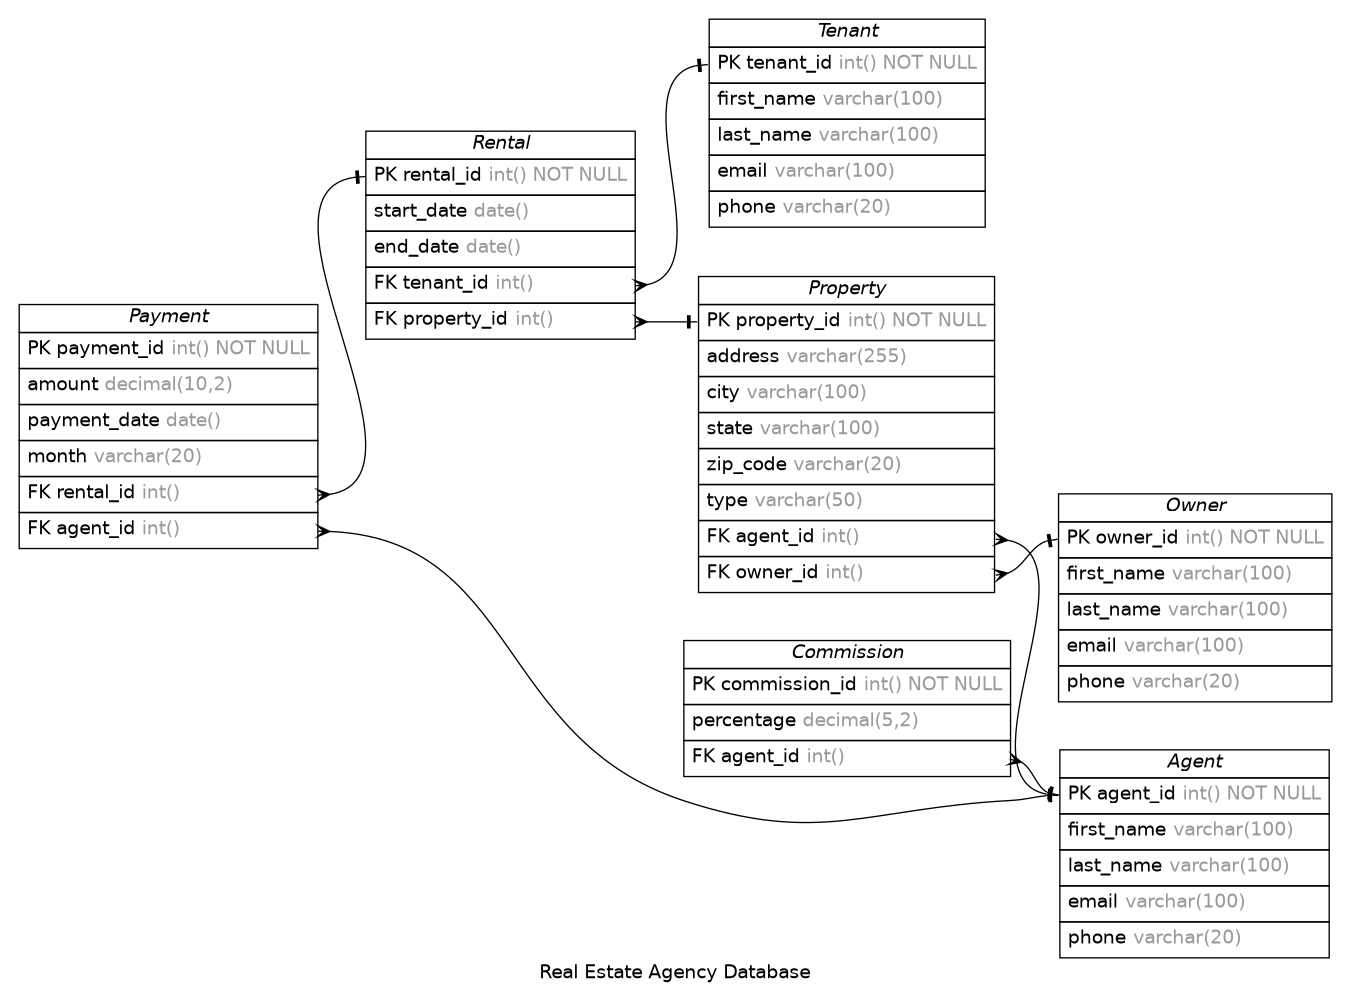 Tenant
PK tenant_id int() NOT NULL
first_name varchar(100)
last_name varchar(100)
email varchar(100)
phone varchar(20)
Rental
PK rental_id int() NOT NULL
start_date date()
end_date date()
FK tenant_id int()
FK property_id int()
Property
PK property_id int() NOT NULL
address varchar(255)
city varchar(100)
state varchar(100)
zip_code varchar(20)
type varchar(50)
FK agent_id int()
FK owner_id int()
Payment
PK payment_id int() NOT NULL
amount decimal(10,2)
payment_date date()
month varchar(20)
FK rental_id int()
FK agent_id int()
Owner
PK owner_id int() NOT NULL
first_name varchar(100)
last_name varchar(100)
email varchar(100)
phone varchar(20)
Commission
PK commission_id int() NOT NULL
percentage decimal(5,2)
FK agent_id int()
Agent
PK agent_id int() NOT NULL
first_name varchar(100)
last_name varchar(100)
email varchar(100)
phone varchar(20)
Real Estate Agency Database